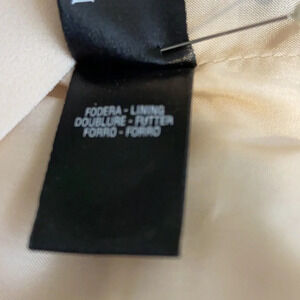 FODERA - LINING
DOUBLURE - FUTTER
FORRO - FORRO